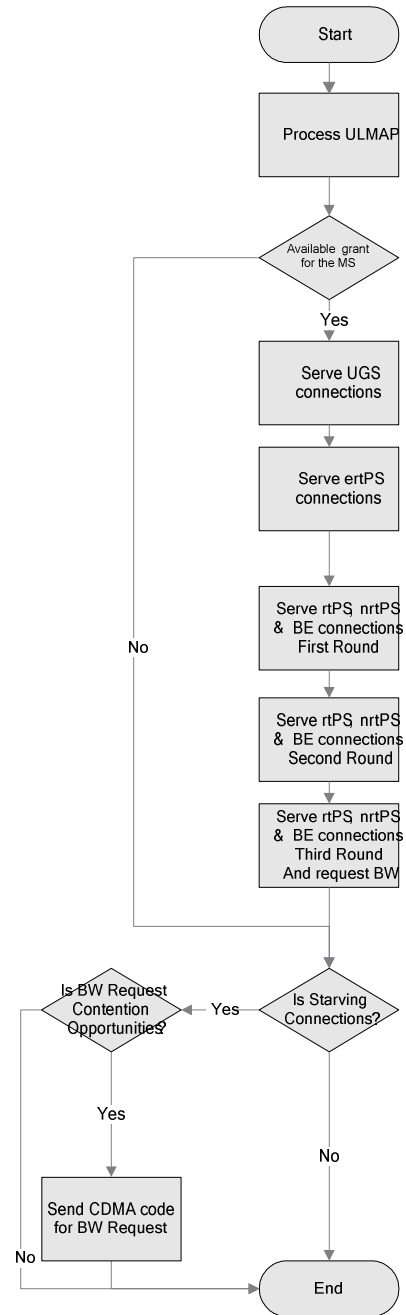 Start
Process ULMAP
Available grant
for the MS
Yes
Serve UGS
connections
Serve ertPS
connections
Serve rtPS, nrtPS
& BE connections
First Round
No
Serve rtPS, nrtPS
& BE connections
Second Round
Serve rtPS, nrtPS
& BE connections
Third Round
And request BW
Is BW Request
Contention
Opportunities?
Yes
Is Starving
Connections?
Yes
No
Send CDMA code
for BW Request
No
End